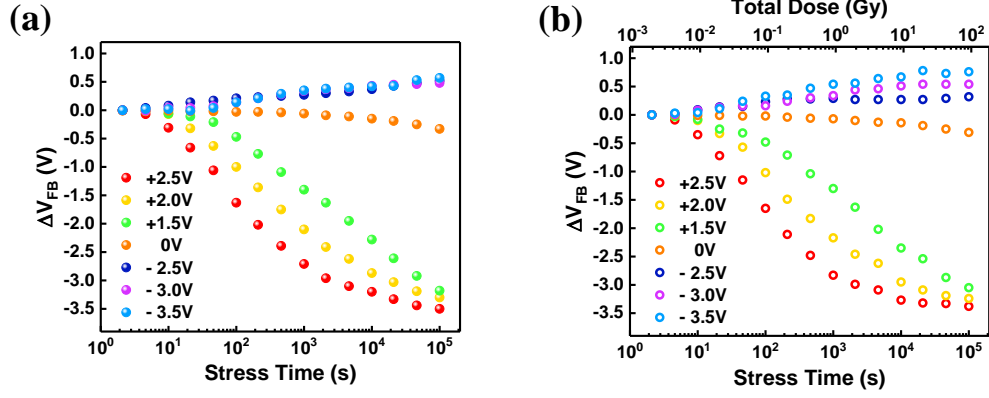 (a)
1.0
0.5
0.0
-0.5
-1.0
-1.5
-2.0
-2.5
-3.0
-3.5
ΔV_FB (V)
+2.5V
+2.0V
+1.5V
0V
- 2.5V
- 3.0V
- 3.5V
10^0 10^1 10^2 10^3 10^4 10^5
Stress Time (s)
(b)
Total Dose (Gy)
10^-3 10^-2 10^-1 10^0 10^1 10^2
1.0
0.5
0.0
-0.5
-1.0
-1.5
-2.0
-2.5
-3.0
-3.5
ΔV_FB (V)
+2.5V
+2.0V
+1.5V
0V
- 2.5V
- 3.0V
- 3.5V
10^0 10^1 10^2 10^3 10^4 10^5
Stress Time (s)